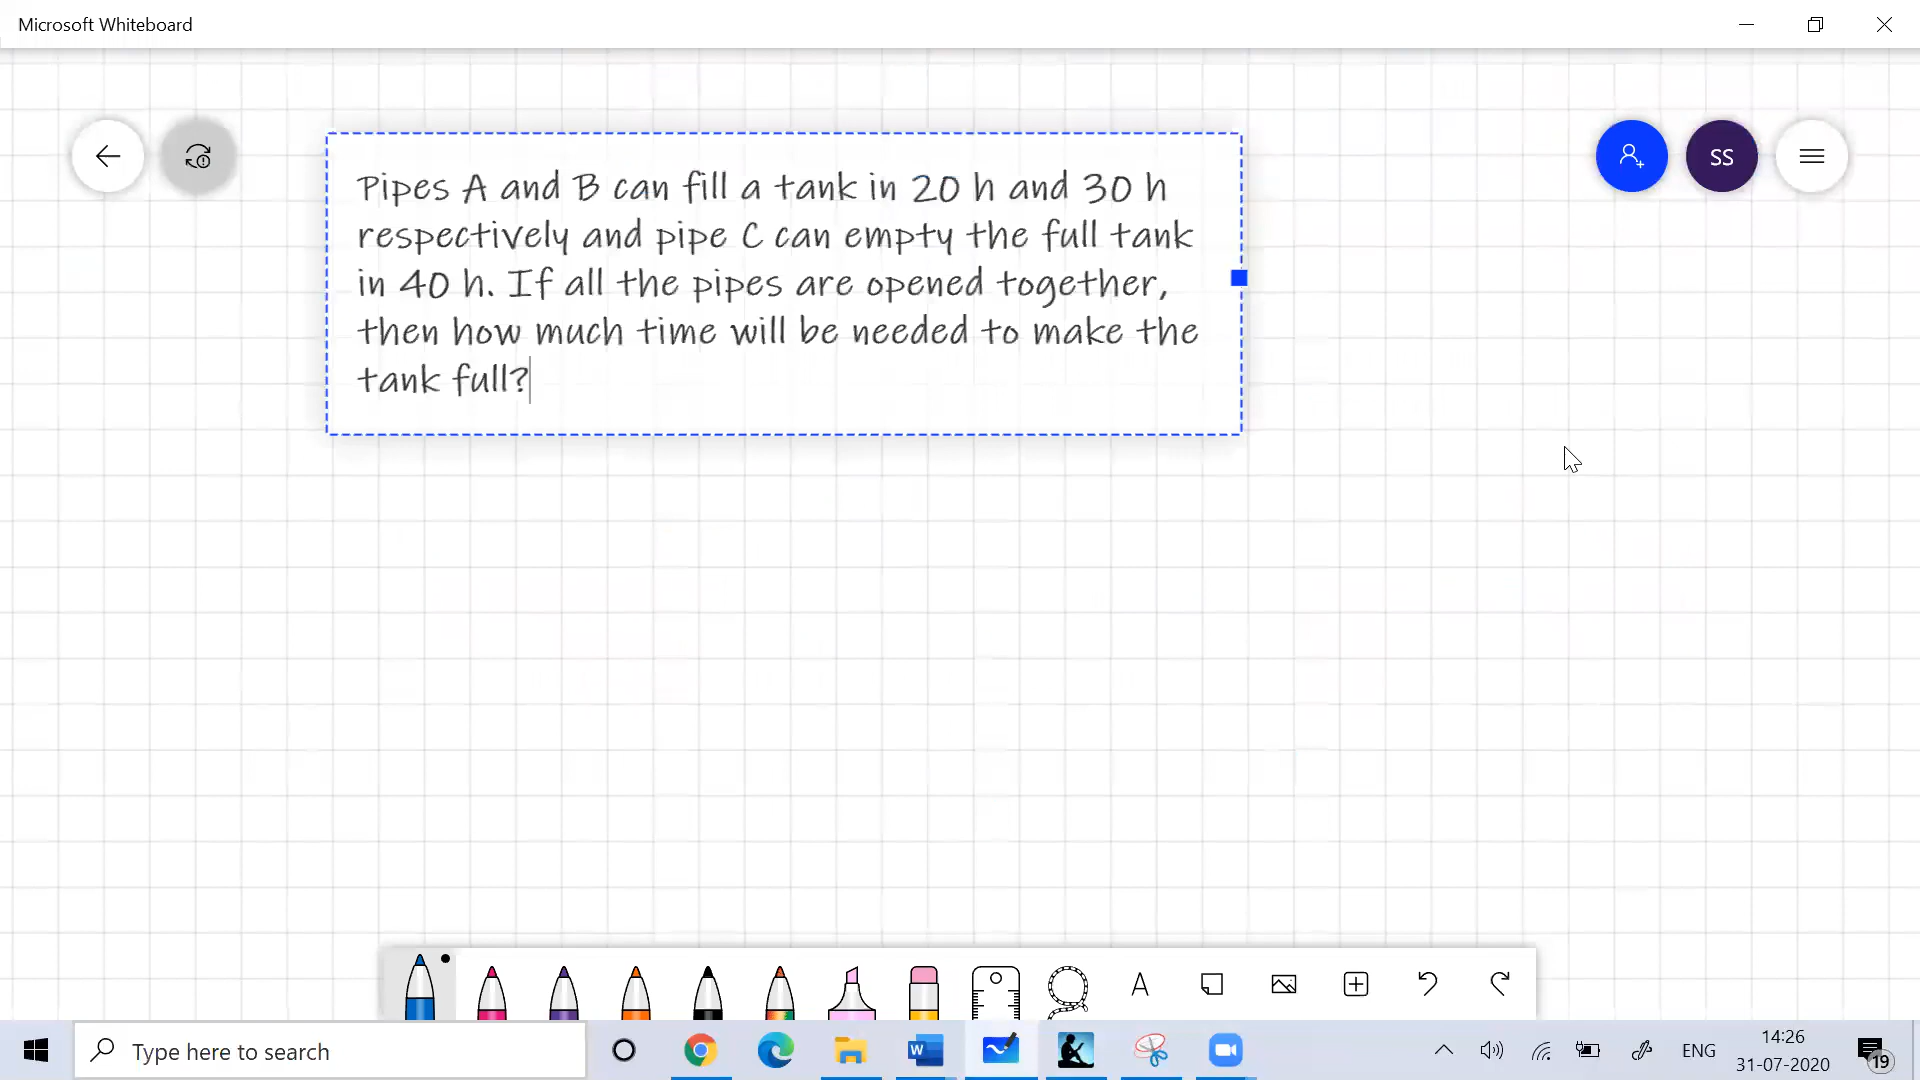 Microsoft Whiteboard
SS
Pipes A and B can fill a tank in 20 h and 30 h
respectively and pipe C can empty the full tank
in 40 h. If all the pipes are opened together,
then how much time will be needed to make the
tank full?
A
Type here to search
W
ENG
14:26
31-07-2020
19